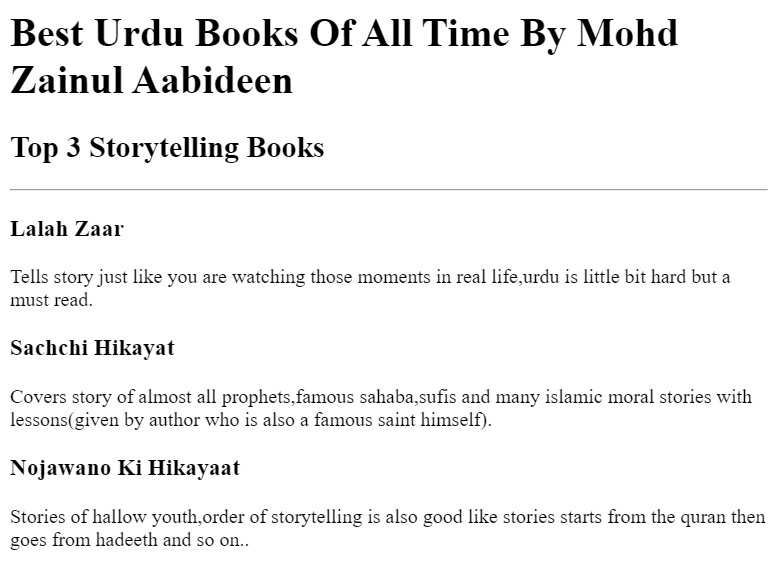 Best Urdu Books Of All Time By Mohd
Zainul Aabideen
Top 3 Storytelling Books
Lalah Zaar
Tells story just like you are watching those moments in real life,urdu is little bit hard but a
must read.
Sachchi Hikayat
Covers story of almost all prophets,famous sahaba,sufis and many islamic moral stories with
lessons(given by author who is also a famous saint himself).
Nojawano Ki Hikayaat
Stories of hallow youth,order of storytelling is also good like stories starts from the quran then
goes from hadeeth and so on..